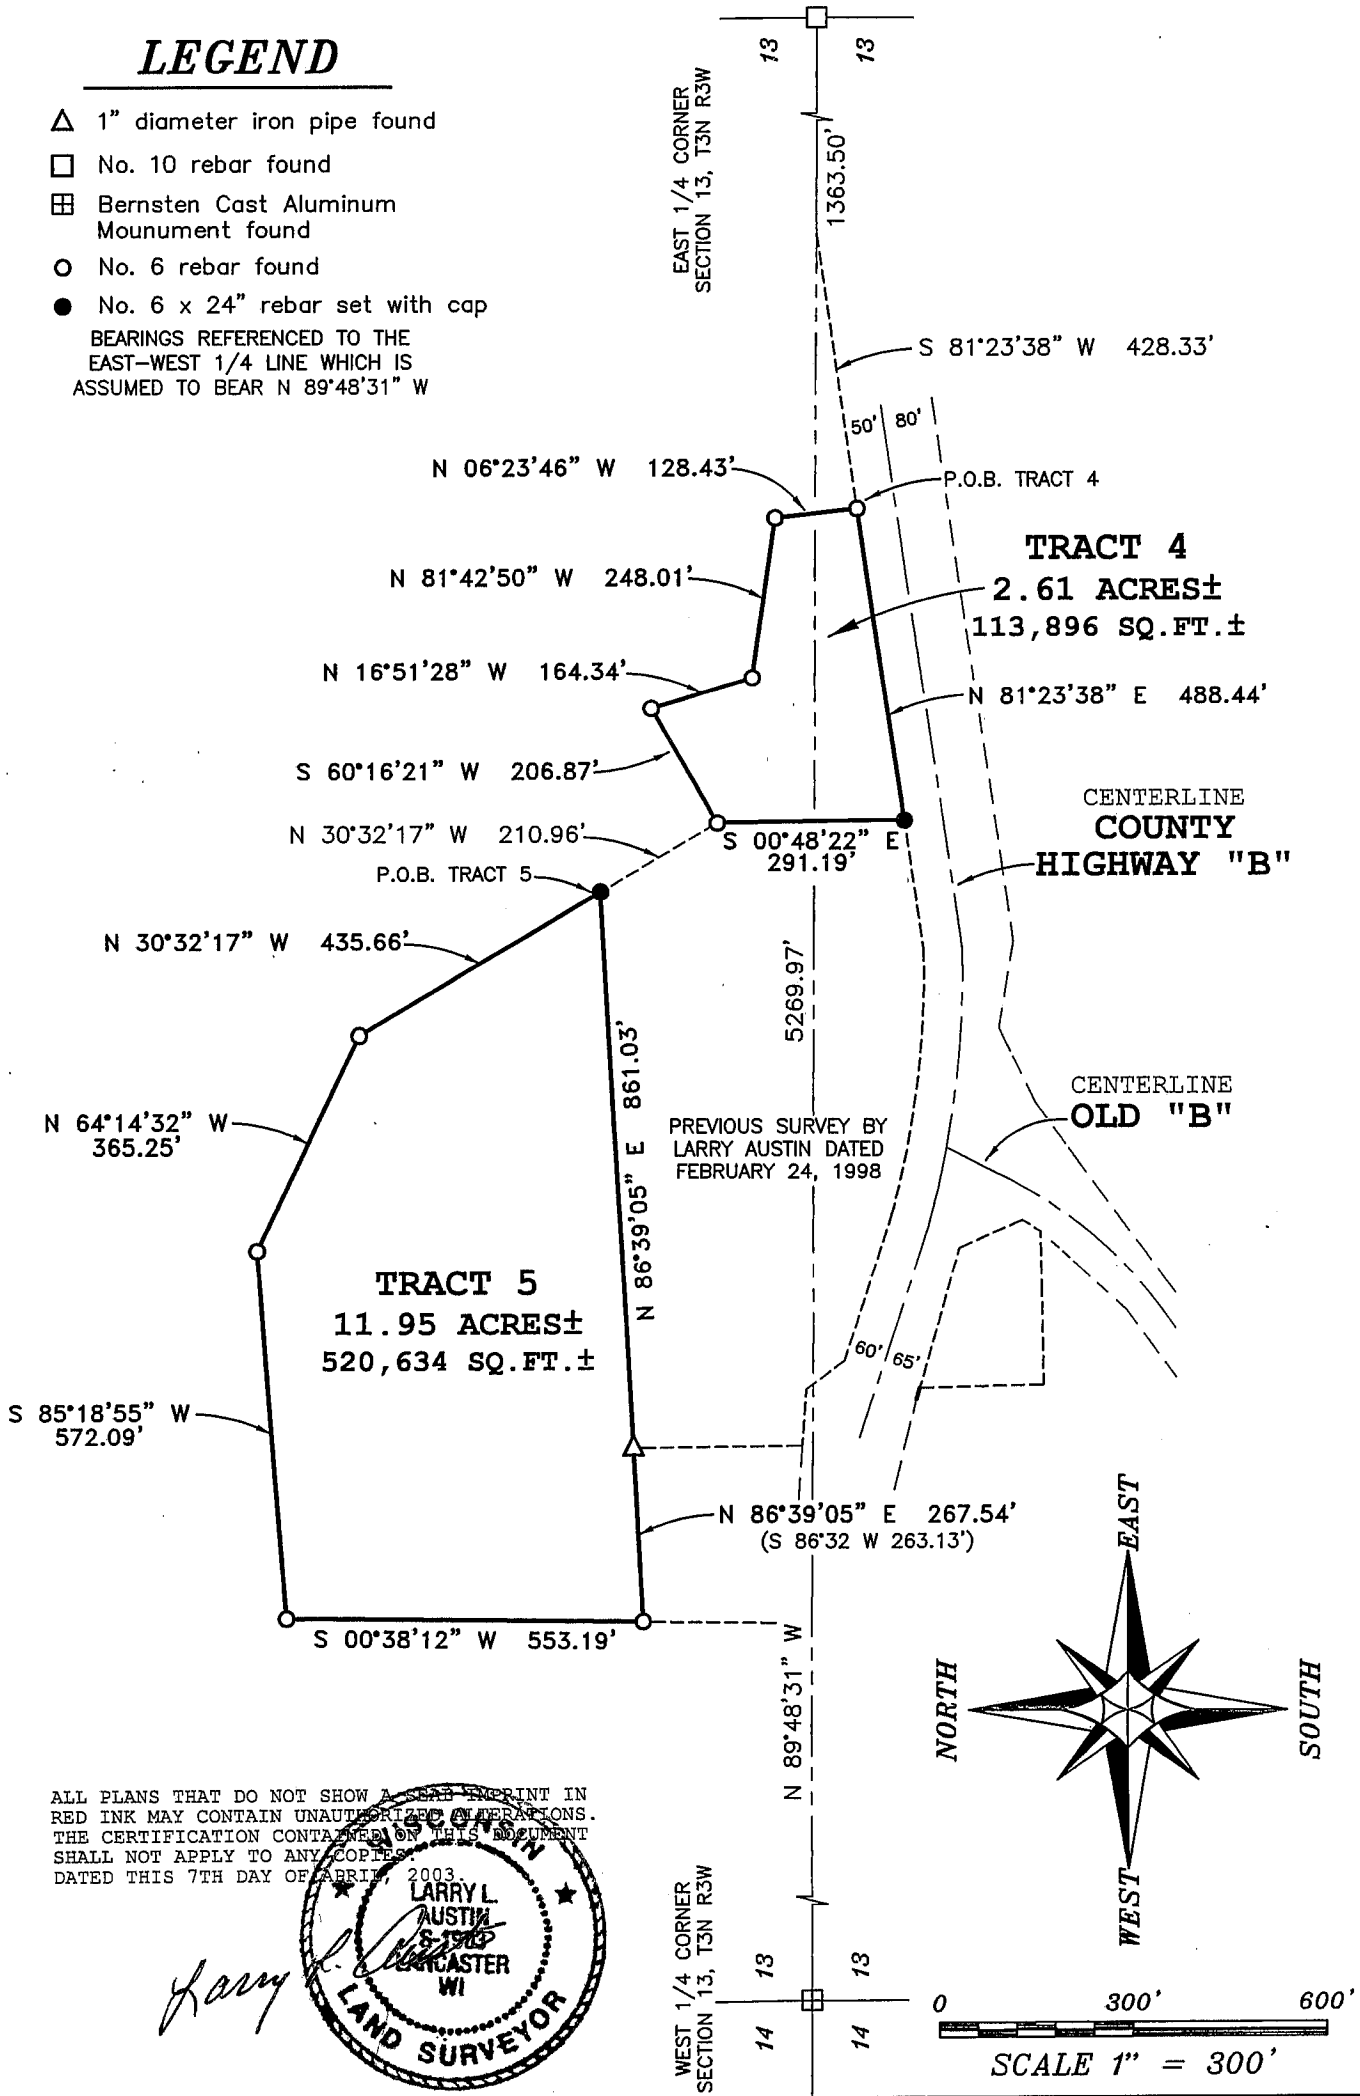 LEGEND
1" diameter iron pipe found
No. 10 rebar found
Bernsten Cast Aluminum
Mounument found
No. 6 rebar found
No. 6 x 24" rebar set with cap
BEARINGS REFERENCED TO THE
EAST-WEST 1/4 LINE WHICH IS
ASSUMED TO BEAR N 89°48'31" W
13
13
EAST 1/4 CORNER
SECTION 13, T3N R3W
1363.50'
S 81°23'38" W 428.33'
50'
80'
N 06°23'46" W 128.43'
P.O.B. TRACT 4
TRACT 4
2.61 ACRES±
113,896 SQ.FT.±
N 81°42'50" W 248.01'
N 16°51'28" W 164.34'
N 81°23'38" E 488.44'
S 60°16'21" W 206.87'
CENTERLINE
COUNTY
HIGHWAY "B"
N 30°32'17" W 210.96'
S 00°48'22" E
291.19'
P.O.B. TRACT 5
N 30°32'17" W 435.66'
5269.97'
N 86°39'05" E 861.03'
CENTERLINE
OLD "B"
N 64°14'32" W
365.25'
PREVIOUS SURVEY BY
LARRY AUSTIN DATED
FEBRUARY 24, 1998
TRACT 5
11.95 ACRES±
520,634 SQ.FT.±
60'
65'
S 85°18'55" W
572.09'
N 86°39'05" E 267.54'
(S 86°32 W 263.13')
S 00°38'12" W 553.19'
N 89°48'31" W
EAST
NORTH
SOUTH
WEST
ALL PLANS THAT DO NOT SHOW A SEAL IMPRINT IN
RED INK MAY CONTAIN UNAUTHORIZED ALTERATIONS.
THE CERTIFICATION CONTAINED ON THIS DOCUMENT
SHALL NOT APPLY TO ANY COPIES.
DATED THIS 7TH DAY OF APRIL, 2003.
WISCONSIN
LARRY L.
AUSTIN
LANCASTER
WI
LAND SURVEYOR
Larry L. Austin
WEST 1/4 CORNER
SECTION 13, T3N R3W
13
13
14
14
0 300' 600'
SCALE 1" = 300'